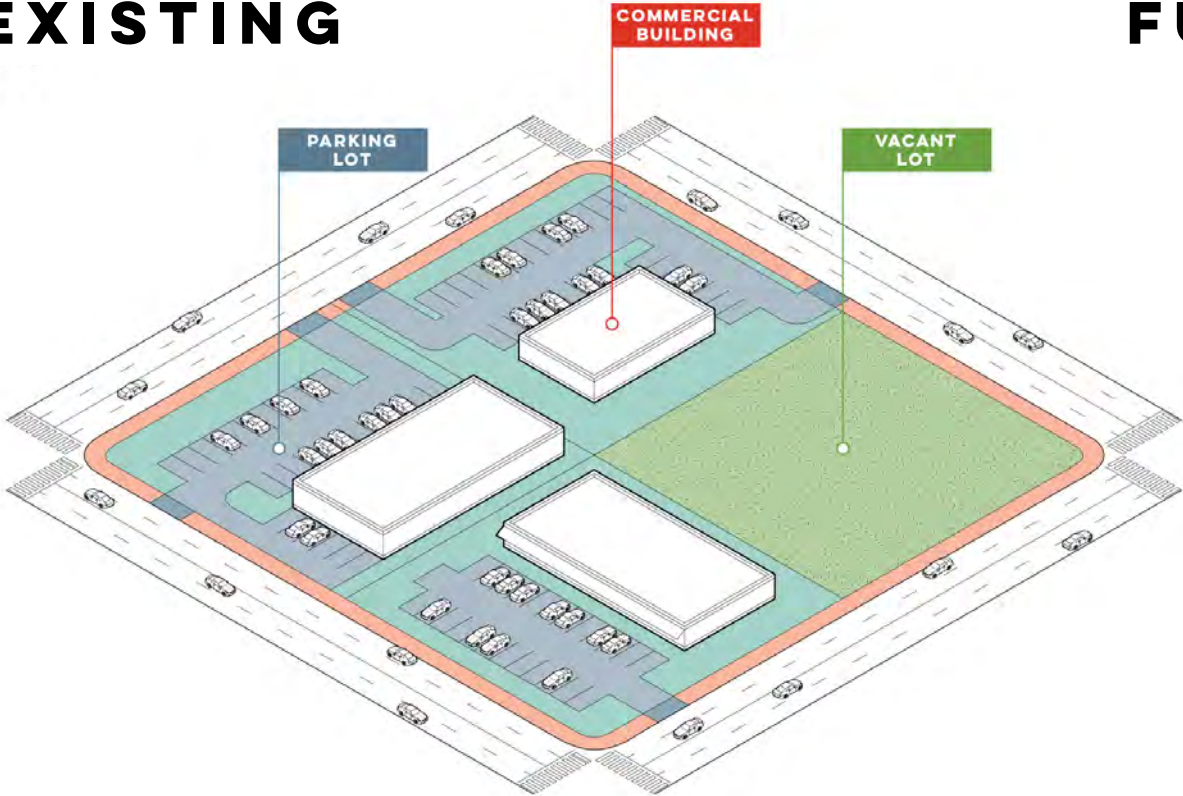 EXISTING
FU
COMMERCIAL
BUILDING
PARKING
LOT
VACANT
LOT